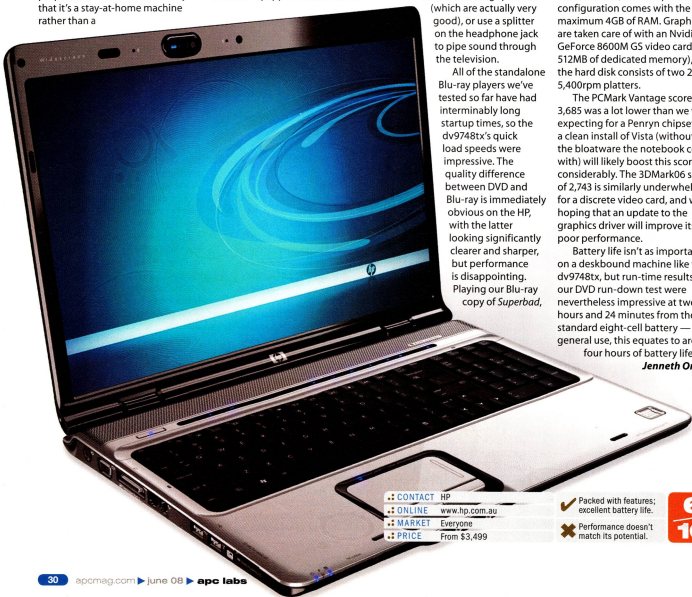 that it's a stay-at-home machine
rather than a
(which are actually very
good), or use a splitter
on the headphone jack
to pipe sound through
the television.
All of the standalone
Blu-ray players we've
tested so far have had
interminably long
startup times, so the
dv9748tx's quick
load speeds were
impressive. The
quality difference
between DVD and
Blu-ray is immediately
obvious on the HP,
with the latter
looking significantly
clearer and sharper,
but performance
is disappointing.
Playing our Blu-ray
copy of Superbad,
configuration comes with the
maximum 4GB of RAM. Graph
are taken care of with an Nvidi
GeForce 8600M GS video card
512MB of dedicated memory),
the hard disk consists of two 2
5,400rpm platters.
The PCMark Vantage score
3,685 was a lot lower than we
expecting for a Penryn chipse
a clean install of Vista (withou
the bloatware the notebook c
with) will likely boost this scor
considerably. The 3DMark06 s
of 2,743 is similarly underwhel
for a discrete video card, and w
hoping that an update to the
graphics driver will improve it
poor performance.
Battery life isn't as importa
on a deskbound machine like
dv9748tx, but run-time results
our DVD run-down test were
nevertheless impressive at two
hours and 24 minutes from the
standard eight-cell battery —
general use, this equates to ar
four hours of battery life
Jenneth Or
widescreen
hp
hp
CONTACT HP
ONLINE www.hp.com.au
MARKET Everyone
PRICE From $3,499
Packed with features;
excellent battery life.
Performance doesn't
match its potential.
6
10
30 apcmag.com june 08 apc labs